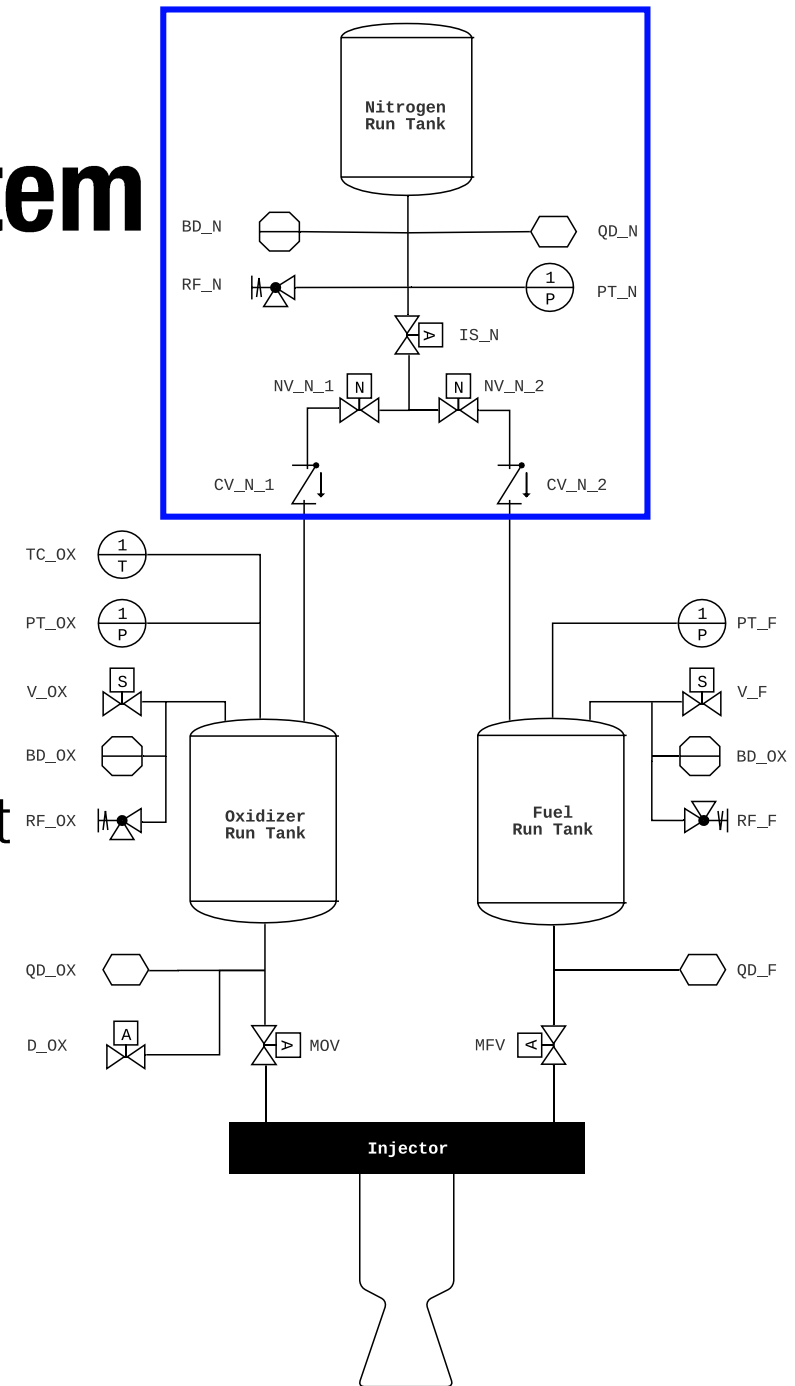 tem
Nitrogen
Run Tank
BD_N
QD_N
RF_N
1
P
PT_N
A
IS_N
NV_N_1
N
N
NV_N_2
CV_N_1
CV_N_2
TC_OX
1
T
PT_OX
1
P
1
P
PT_F
V_OX
S
S
V_F
BD_OX
BD_OX
t
RF_OX
Oxidizer
Run Tank
Fuel
Run Tank
RF_F
QD_OX
QD_F
D_OX
A
A
MOV
MFV
A
Injector